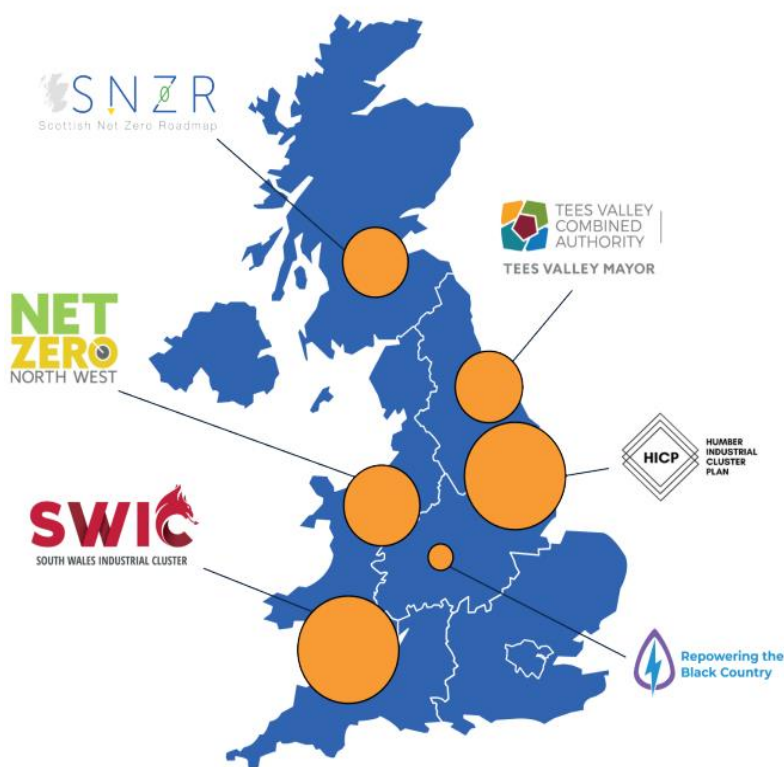 SNZR
Scottish Net Zero Roadmap
TEES VALLEY
COMBINED
AUTHORITY
TEES VALLEY MAYOR
NET
ZERO
NORTH WEST
HICP
HUMBER
INDUSTRIAL
CLUSTER
PLAN
SWIC
SOUTH WALES INDUSTRIAL CLUSTER
Repowering the
Black Country